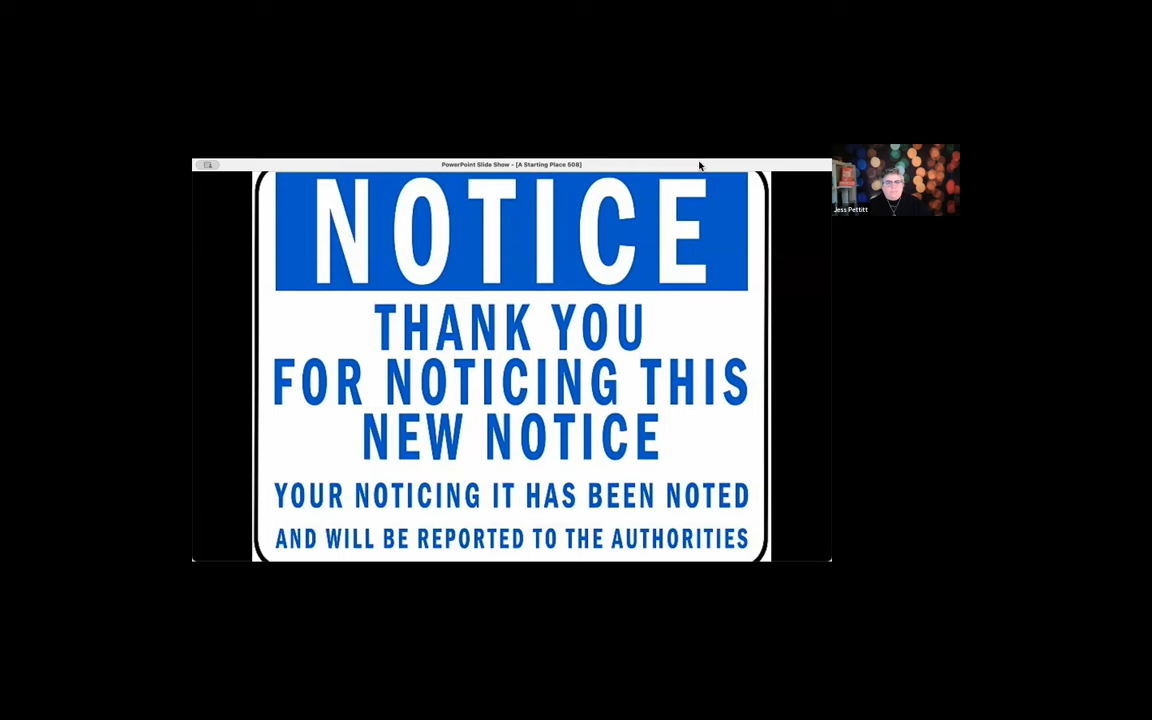 PowerPoint Slide Show - [A Starting Place 508]
NOTICE
THANK YOU
FOR NOTICING THIS
NEW NOTICE
YOUR NOTICING IT HAS BEEN NOTED
AND WILL BE REPORTED TO THE AUTHORITIES
Jess Pettitt